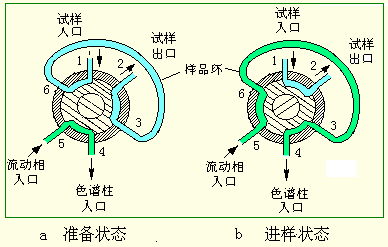 试样
入口
试样
出口
1
2
6
3
5
4
流动相
入口
色谱柱
入口
样品环
试样
入口
试样
出口
1
2
6
3
5
4
流动相
入口
色谱柱
入口
a 准备状态
b 进样状态